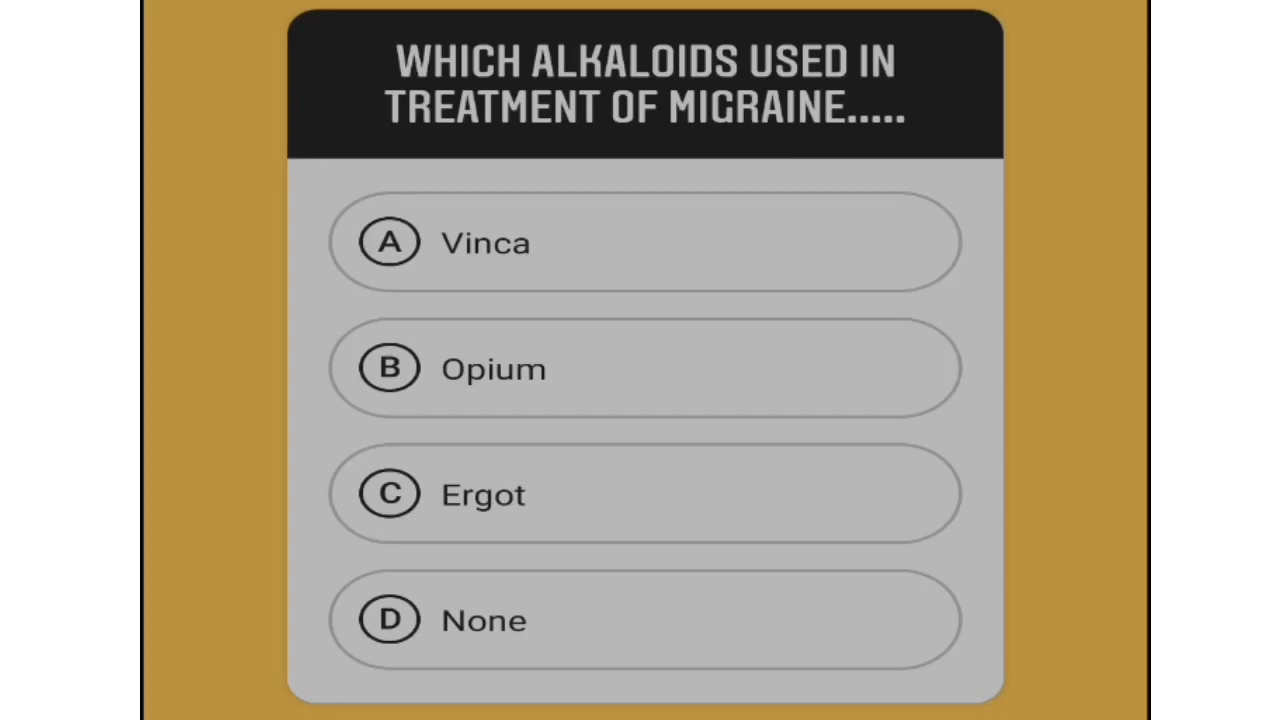 WHICH ALKALOIDS USED IN
TREATMENT OF MIGRAINE.....
A Vinca
B Opium
C Ergot
D None